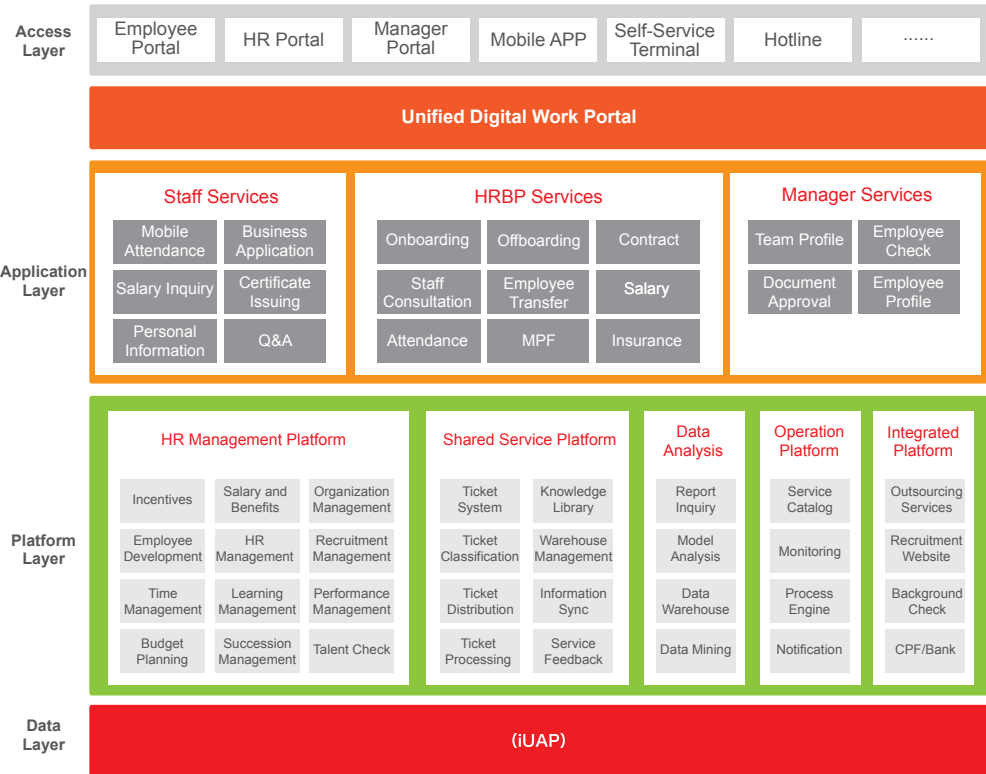 Access
Layer
Employee
Portal
HR Portal
Manager
Portal
Mobile APP
Self-Service
Terminal
Hotline
······
Unified Digital Work Portal
Application
Layer
Staff Services
Mobile
Attendance
Business
Application
Salary Inquiry
Certificate
Issuing
Personal
Information
Q&A
HRBP Services
Onboarding
Offboarding
Contract
Staff
Consultation
Employee
Transfer
Salary
Attendance
MPF
Insurance
Manager Services
Team Profile
Employee
Check
Document
Approval
Employee
Profile
Platform
Layer
HR Management Platform
Incentives
Salary and
Benefits
Organization
Management
Employee
Development
HR
Management
Recruitment
Management
Time
Management
Learning
Management
Performance
Management
Budget
Planning
Succession
Management
Talent Check
Shared Service Platform
Ticket
System
Knowledge
Library
Ticket
Classification
Warehouse
Management
Ticket
Distribution
Information
Sync
Ticket
Processing
Service
Feedback
Data
Analysis
Report
Inquiry
Model
Analysis
Data
Warehouse
Data Mining
Operation
Platform
Service
Catalog
Monitoring
Process
Engine
Notification
Integrated
Platform
Outsourcing
Services
Recruitment
Website
Background
Check
CPF/Bank
Data
Layer
(iUAP)